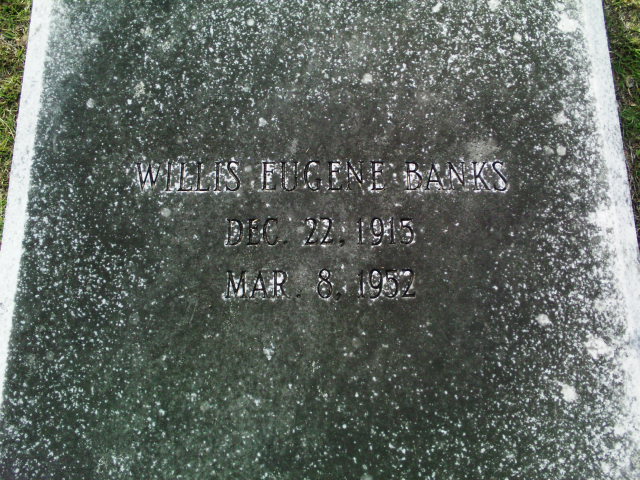 WILLIS EUGENE BANKS
DEC. 22, 1915
MAR. 8, 1952